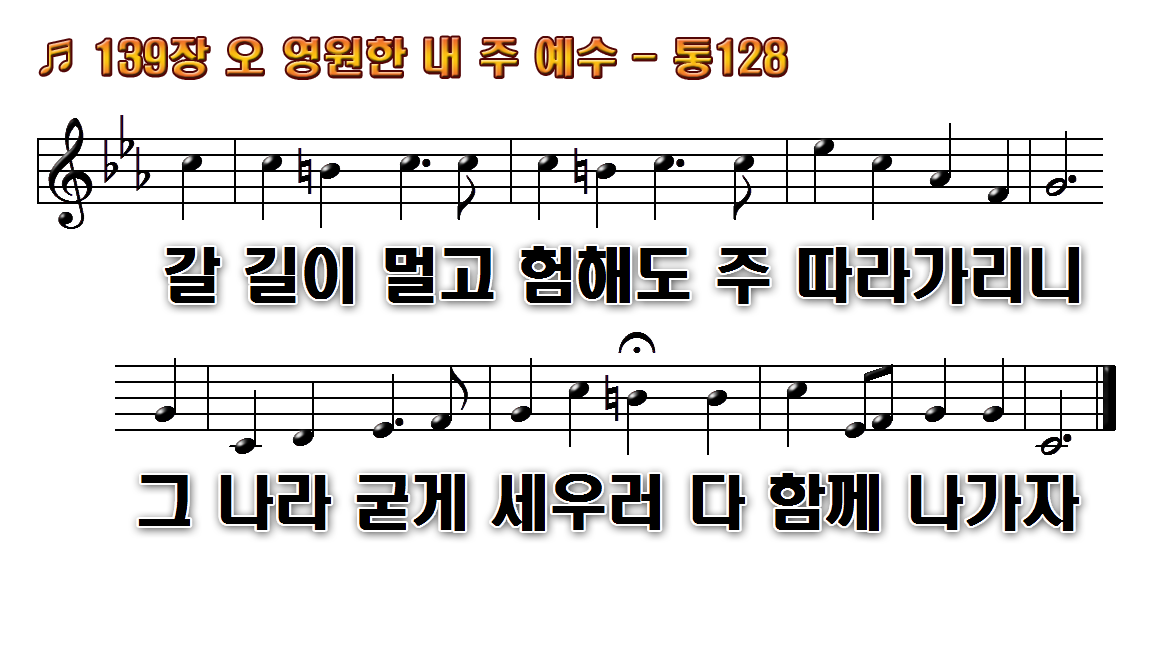 139장 오 영원한 내 주 예수 - 통128
갈 길이 멀고 험해도 주 따라가리니
그 나라 굳게 세우러 다 함께 나가자